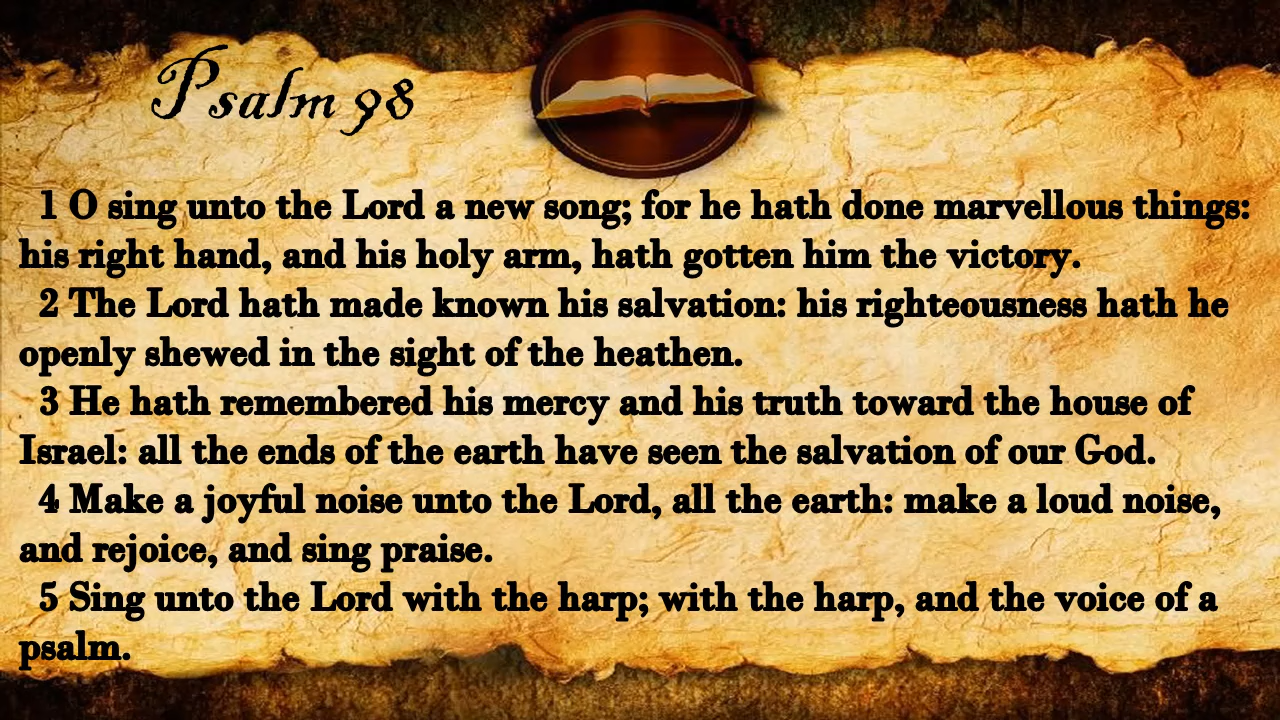 Psalm 98
1 O sing unto the Lord a new song; for he hath done marvellous things:
his right hand, and his holy arm, hath gotten him the victory.
2 The Lord hath made known his salvation: his righteousness hath he
openly shewed in the sight of the heathen.
3 He hath remembered his mercy and his truth toward the house of
Israel: all the ends of the earth have seen the salvation of our God.
4 Make a joyful noise unto the Lord, all the earth: make a loud noise,
and rejoice, and sing praise.
5 Sing unto the Lord with the harp; with the harp, and the voice of a
psalm.